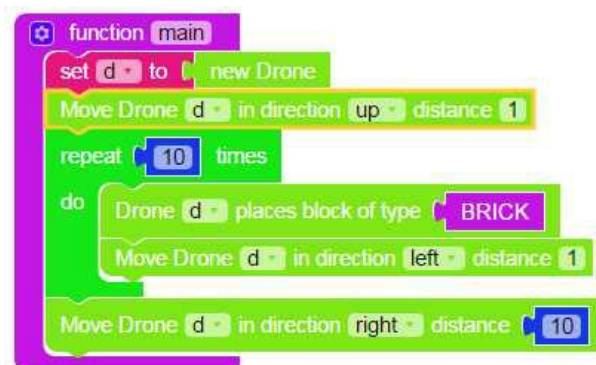 function main
set d to new Drone
Move Drone d in direction up distance 1
repeat 10 times
do
Drone d places block of type BRICK
Move Drone d in direction left distance 1
Move Drone d in direction right distance 10